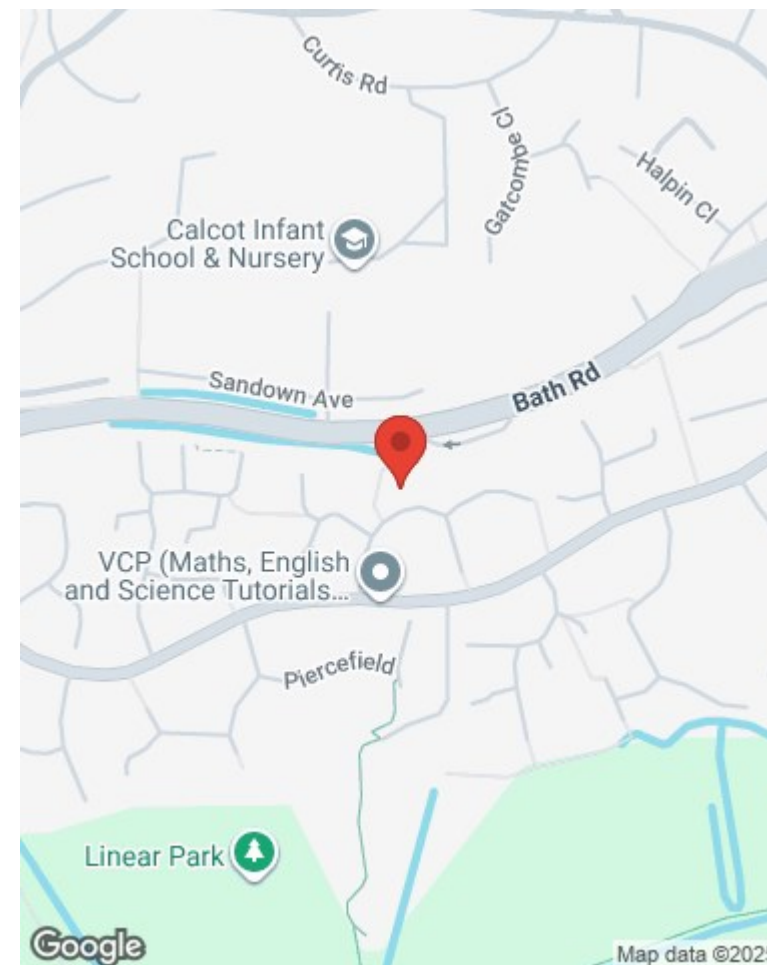 Curtis Rd
Gatcombe Cl
Halpin Cl
Calcot Infant
School & Nursery
Sandown Ave
Bath Rd
VCP (Maths, English
and Science Tutorials...
Piercefield
Linear Park
Google
Map data ©2025